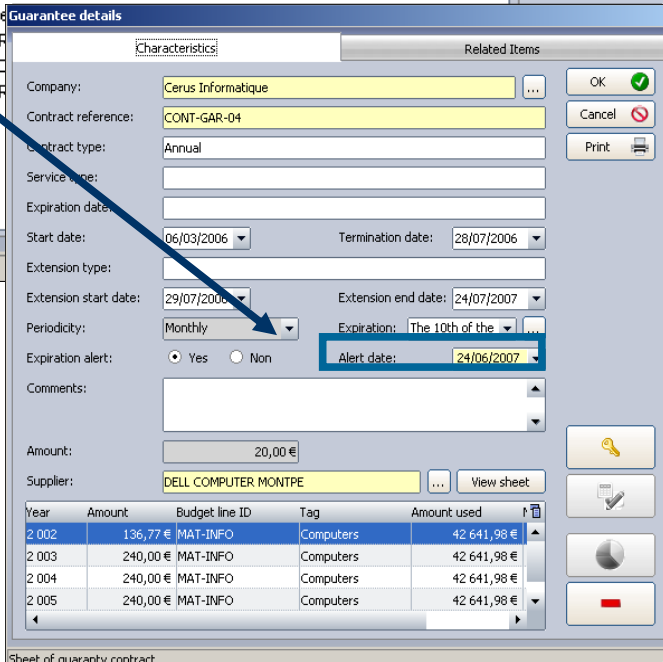 Guarantee details
Characteristics Related Items
Company: Cerus Informatique ... OK
Contract reference: CONT-GAR-04 Cancel
Contract type: Annual Print
Service type:
Expiration date:
Start date: 06/03/2006 Termination date: 28/07/2006
Extension type:
Extension start date: 29/07/2006 Extension end date: 24/07/2007
Periodicity: Monthly Expiration: The 10th of the ...
Expiration alert: Yes Non Alert date: 24/06/2007
Comments:
Amount: 20,00 €
Supplier: DELL COMPUTER MONTPE ... View sheet
Year Amount Budget line ID Tag Amount used
2 002 136,77 € MAT-INFO Computers 42 641,98 €
2 003 240,00 € MAT-INFO Computers 42 641,98 €
2 004 240,00 € MAT-INFO Computers 42 641,98 €
2 005 240,00 € MAT-INFO Computers 42 641,98 €
Sheet of guaranty contract